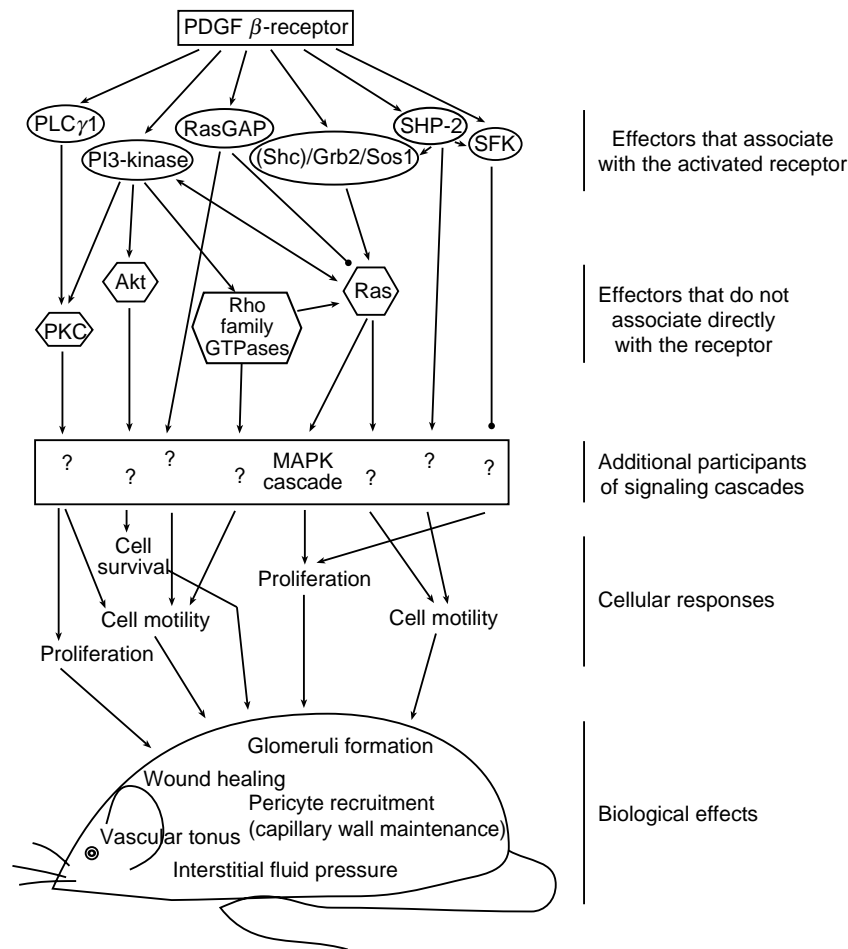 PDGF β-receptor
PLCγ1
RasGAP
SHP-2
PI3-kinase
(Shc)/Grb2/Sos1
SFK
Effectors that associate
with the activated receptor
Akt
Ras
PKC
Rho
family
GTPases
Effectors that do not
associate directly
with the receptor
? ? ? ? MAPK ? ? ?
cascade
Additional participants
of signaling cascades
Cell
survival
Proliferation
Cell motility
Cell motility
Proliferation
Cellular responses
Glomeruli formation
Wound healing
Pericyte recruitment
(capillary wall maintenance)
Vascular tonus
Interstitial fluid pressure
Biological effects